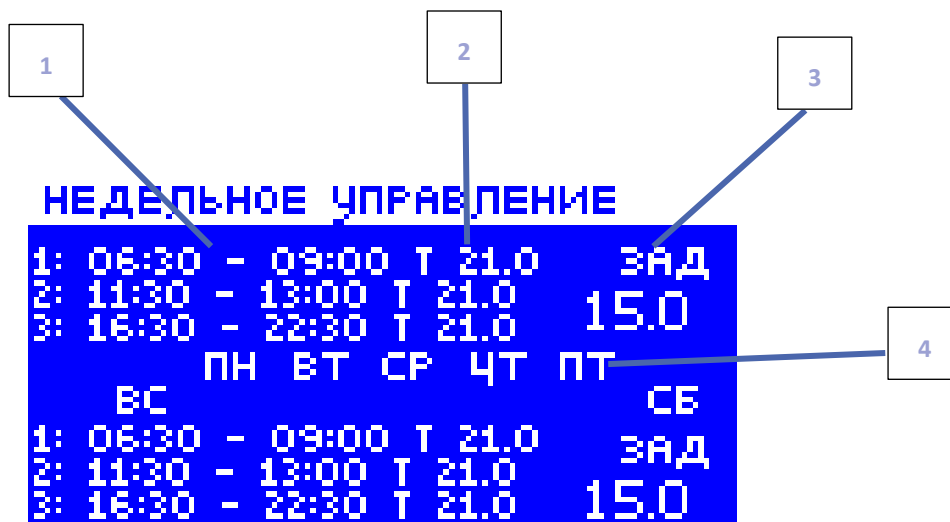 1
2
3
НЕДЕЛЬНОЕ УПРАВЛЕНИЕ
1: 06:30 - 09:00 Т 21.0 ЗАД
2: 11:30 - 13:00 Т 21.0 15.0
3: 16:30 - 22:30 Т 21.0
ПН ВТ СР ЧТ ПТ
4
ВС СБ
1: 06:30 - 09:00 Т 21.0 ЗАД
2: 11:30 - 13:00 Т 21.0
3: 16:30 - 22:30 Т 21.0 15.0